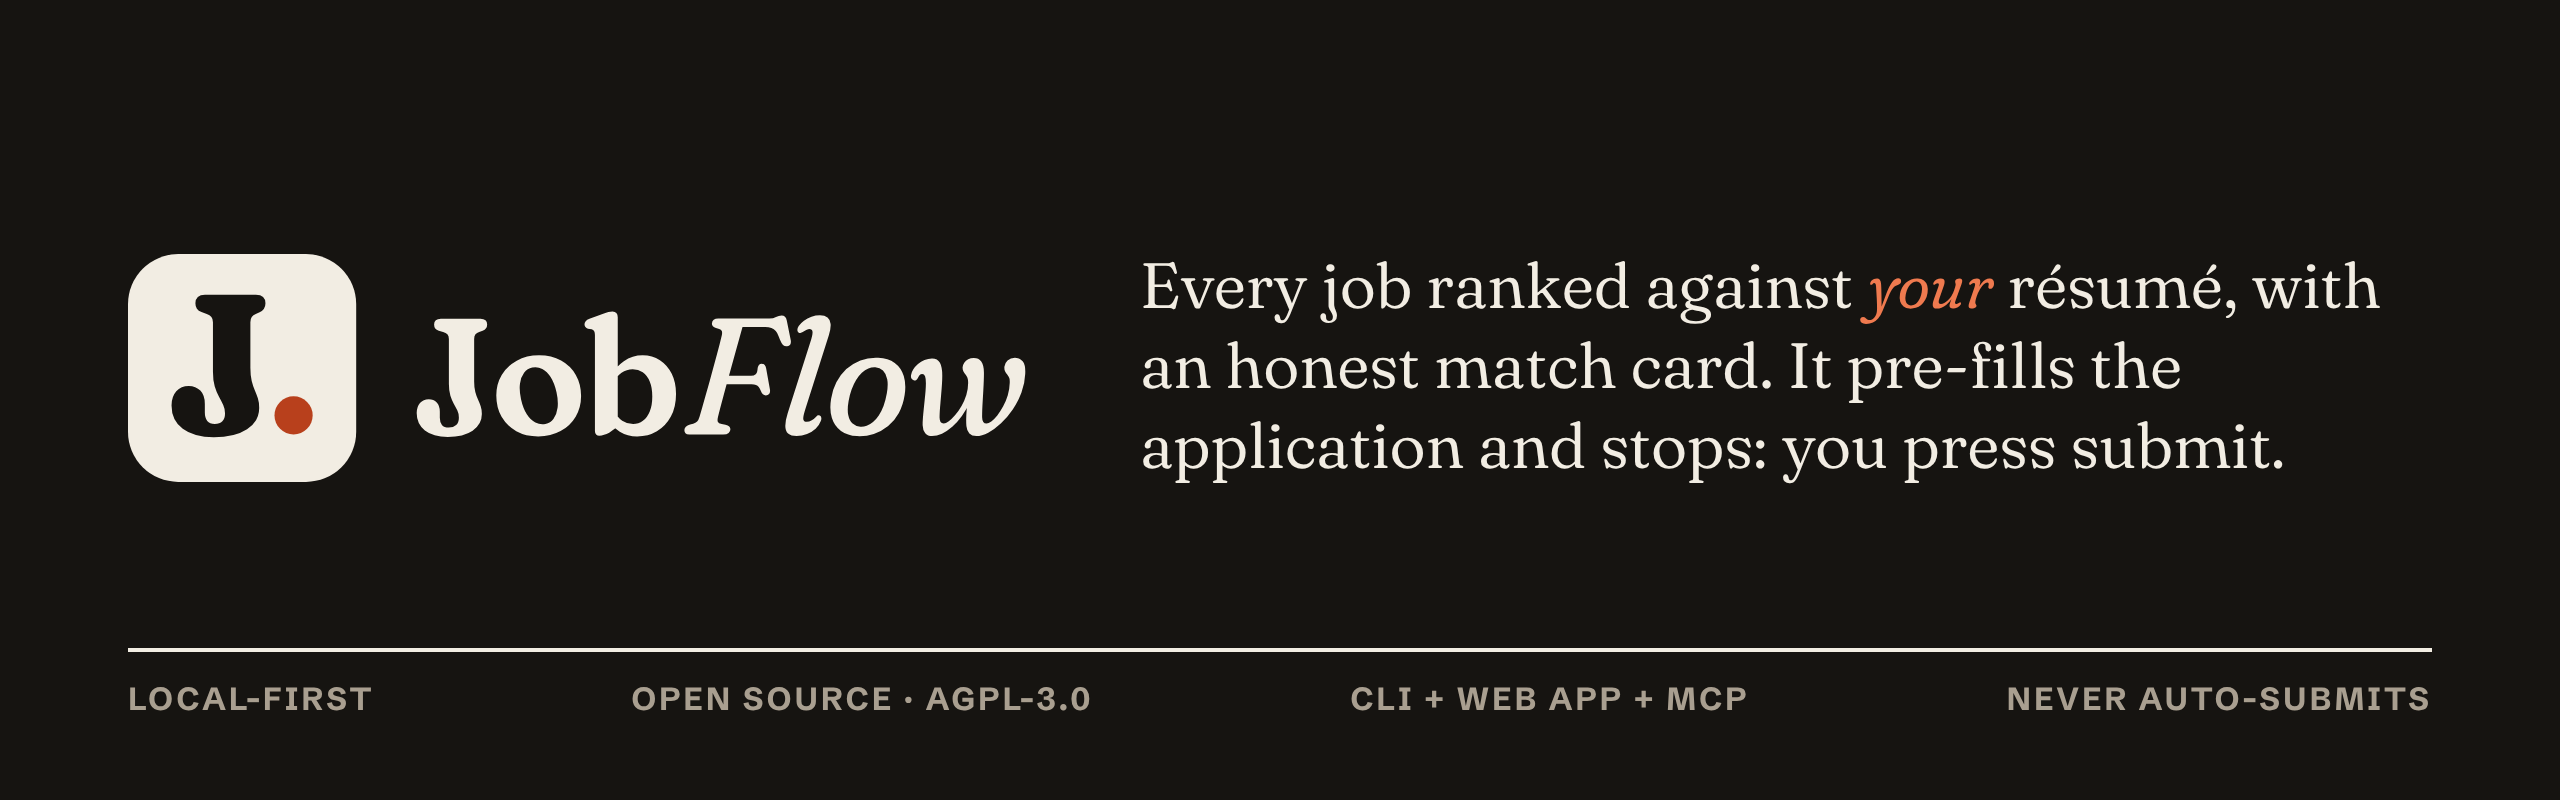 J.
JobFlow
Every job ranked against your résumé, with
an honest match card. It pre-fills the
application and stops: you press submit.
LOCAL-FIRST
OPEN SOURCE · AGPL-3.0
CLI + WEB APP + MCP
NEVER AUTO-SUBMITS